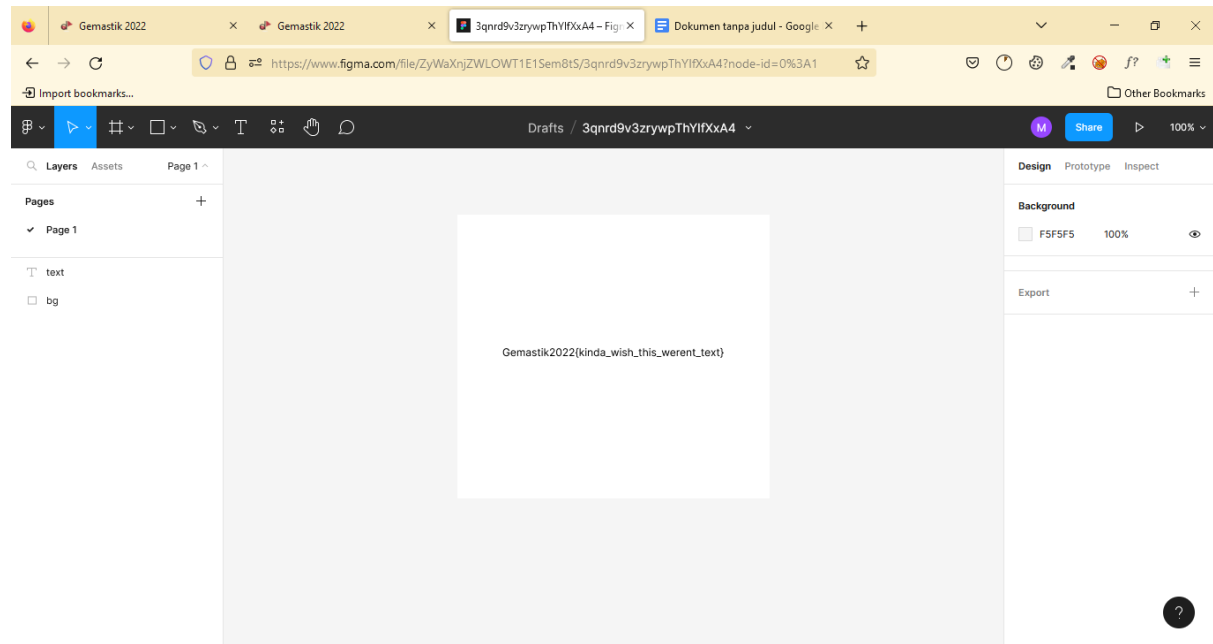 Gemastik 2022
Gemastik 2022
3qnrd9v3zrywpThYIfXxA4 – Figr
Dokumen tanpa judul - Google
https://www.figma.com/file/ZyWaXnjZWLOWT1E1Sem8tS/3qnrd9v3zrywpThYIfXxA4?node-id=0%3A1
f?
Import bookmarks...
Other Bookmarks
T
Drafts / 3qnrd9v3zrywpThYIfXxA4
M
Share
100%
Layers Assets Page 1
Design Prototype Inspect
Pages
Background
Page 1
F5F5F5 100%
T text
bg
Export
Gemastik2022{kinda_wish_this_werent_text}
?